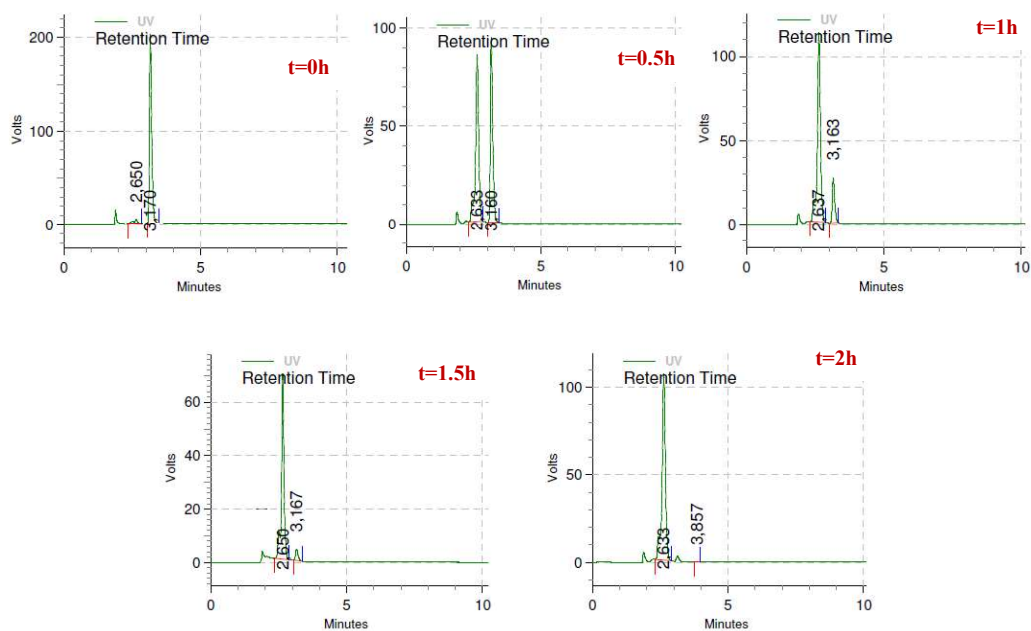 UV
Retention Time
t=0h
200
100
0
Volts
2,650
3,170
0
5
10
Minutes
UV
Retention Time
t=0.5h
100
50
0
Volts
2,633
3,160
0
5
10
Minutes
UV
Retention Time
t=1h
100
50
0
Volts
2,637
3,163
0
5
10
Minutes
UV
Retention Time
t=1.5h
60
40
20
0
Volts
2,650
3,167
0
5
10
Minutes
UV
Retention Time
t=2h
100
50
0
Volts
2,633
3,857
0
5
10
Minutes